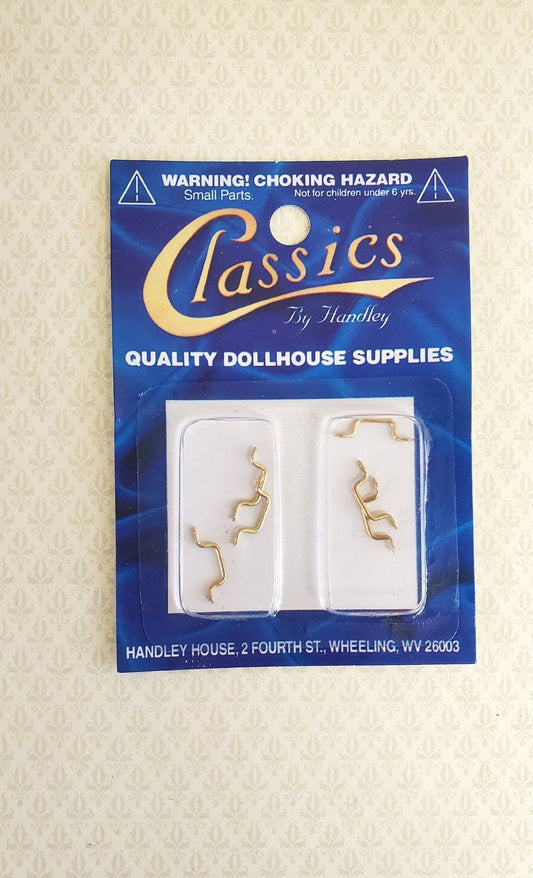 WARNING! CHOKING HAZARD
Small Parts. Not for children under 6 yrs.
Classics
By Handley
QUALITY DOLLHOUSE SUPPLIES
HANDLEY HOUSE, 2 FOURTH ST., WHEELING, WV 26003